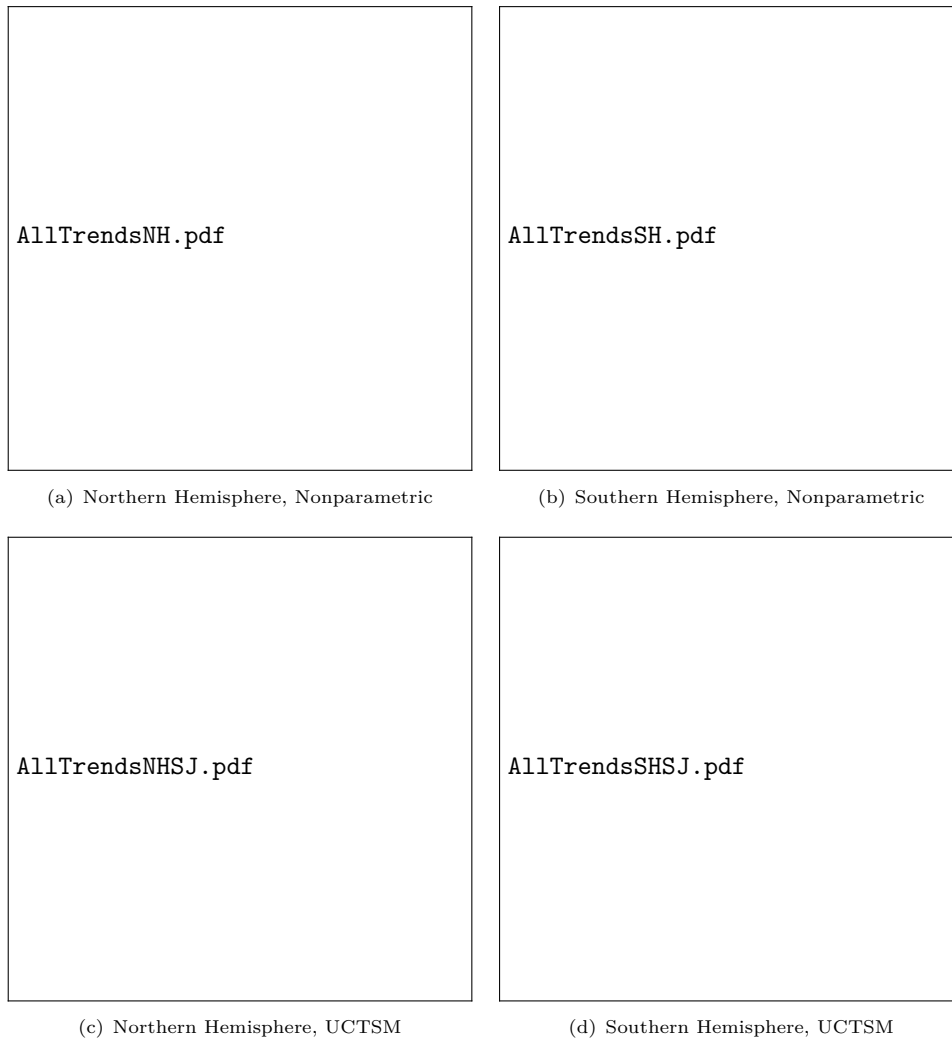 AllTrendsNH.pdf
AllTrendsSH.pdf
(a) Northern Hemisphere, Nonparametric
(b) Southern Hemisphere, Nonparametric
AllTrendsNHSJ.pdf
AllTrendsSHSJ.pdf
(c) Northern Hemisphere, UCTSM
(d) Southern Hemisphere, UCTSM